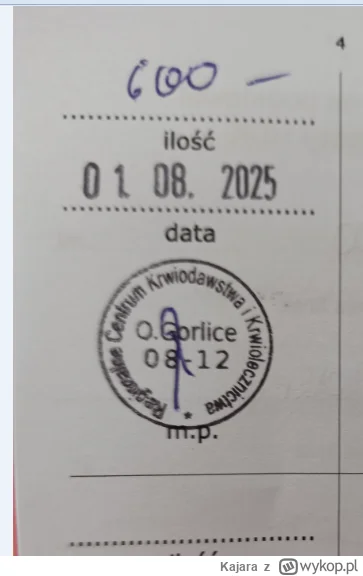 4
600 -
ilość
01. 08. 2025
data
Regionalne Centrum Krwiodawstwa i Krwiolecznictwa
O.Gorlice
08-12
*
m.p.
Kajara z wykop.pl